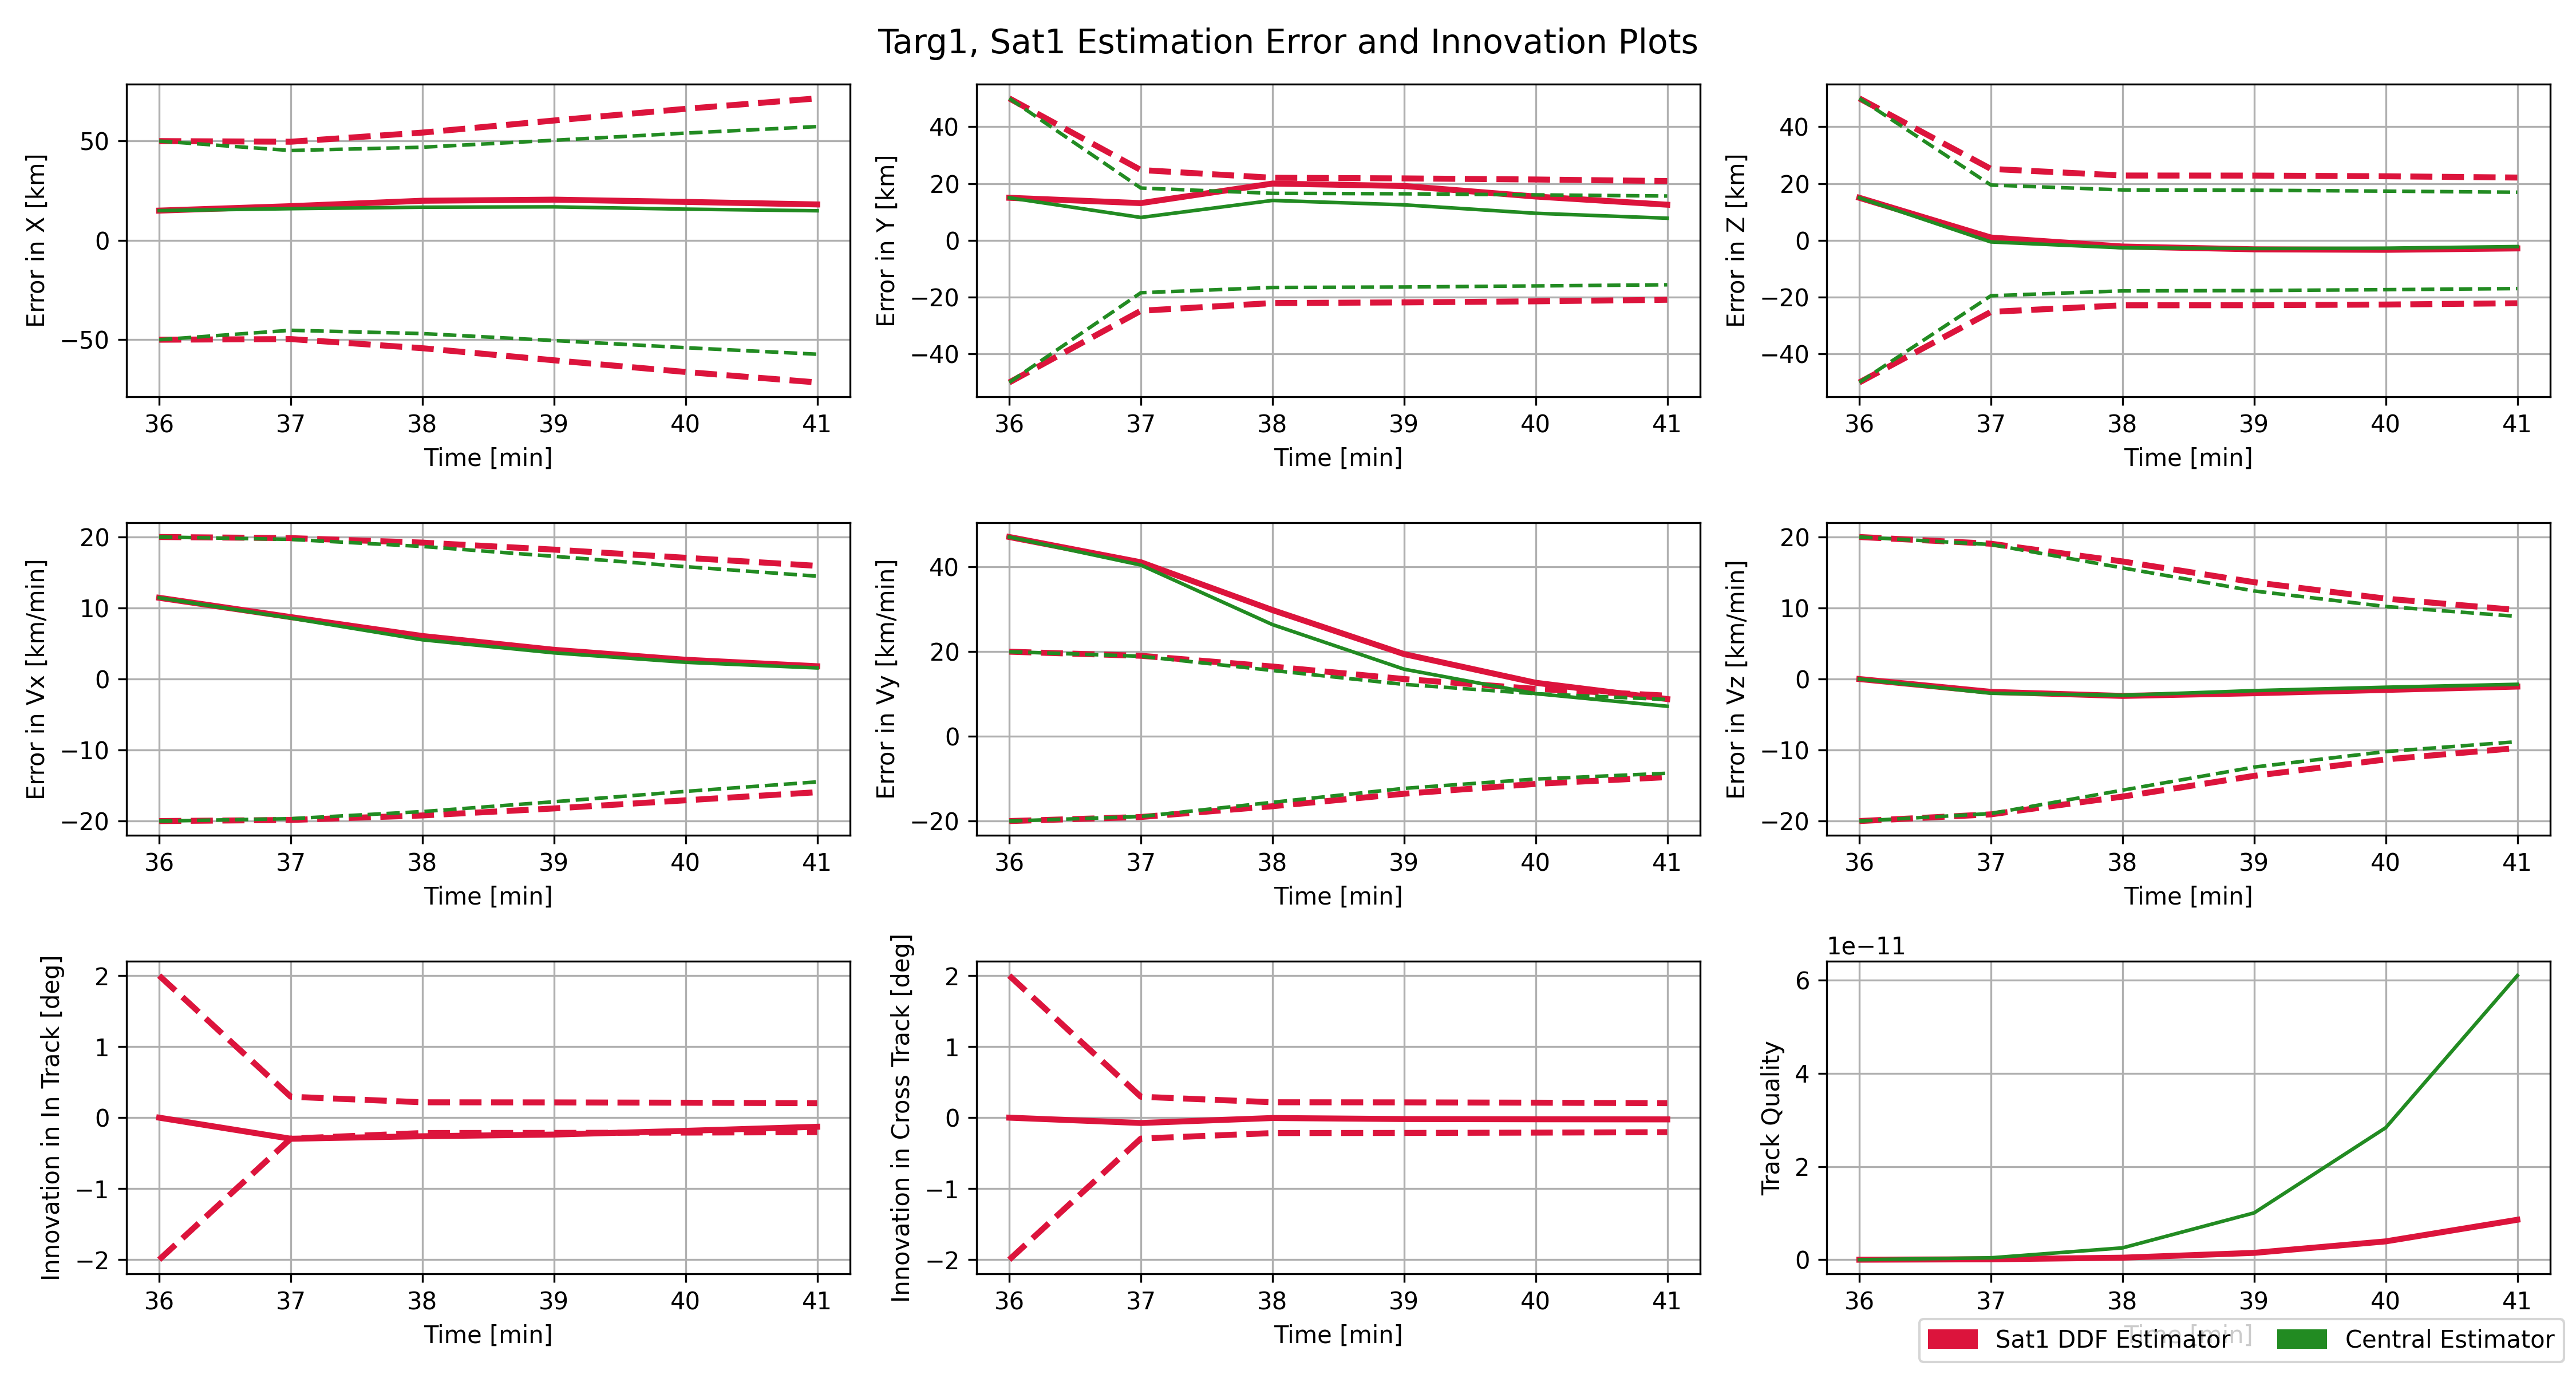 Targ1, Sat1 Estimation Error and Innovation Plots
Error in X [km]
50
0
−50
36 37 38 39 40 41
Time [min]
Error in Y [km]
40
20
0
−20
−40
36 37 38 39 40 41
Time [min]
Error in Z [km]
40
20
0
−20
−40
36 37 38 39 40 41
Time [min]
Error in Vx [km/min]
20
10
0
−10
−20
36 37 38 39 40 41
Time [min]
Error in Vy [km/min]
40
20
0
−20
36 37 38 39 40 41
Time [min]
Error in Vz [km/min]
20
10
0
−10
−20
36 37 38 39 40 41
Time [min]
Innovation in In Track [deg]
2
1
0
−1
−2
36 37 38 39 40 41
Time [min]
Innovation in Cross Track [deg]
2
1
0
−1
−2
36 37 38 39 40 41
Time [min]
1e−11
Track Quality
6
4
2
0
36 37 38 39 40 41
Time [min]
Sat1 DDF Estimator Central Estimator